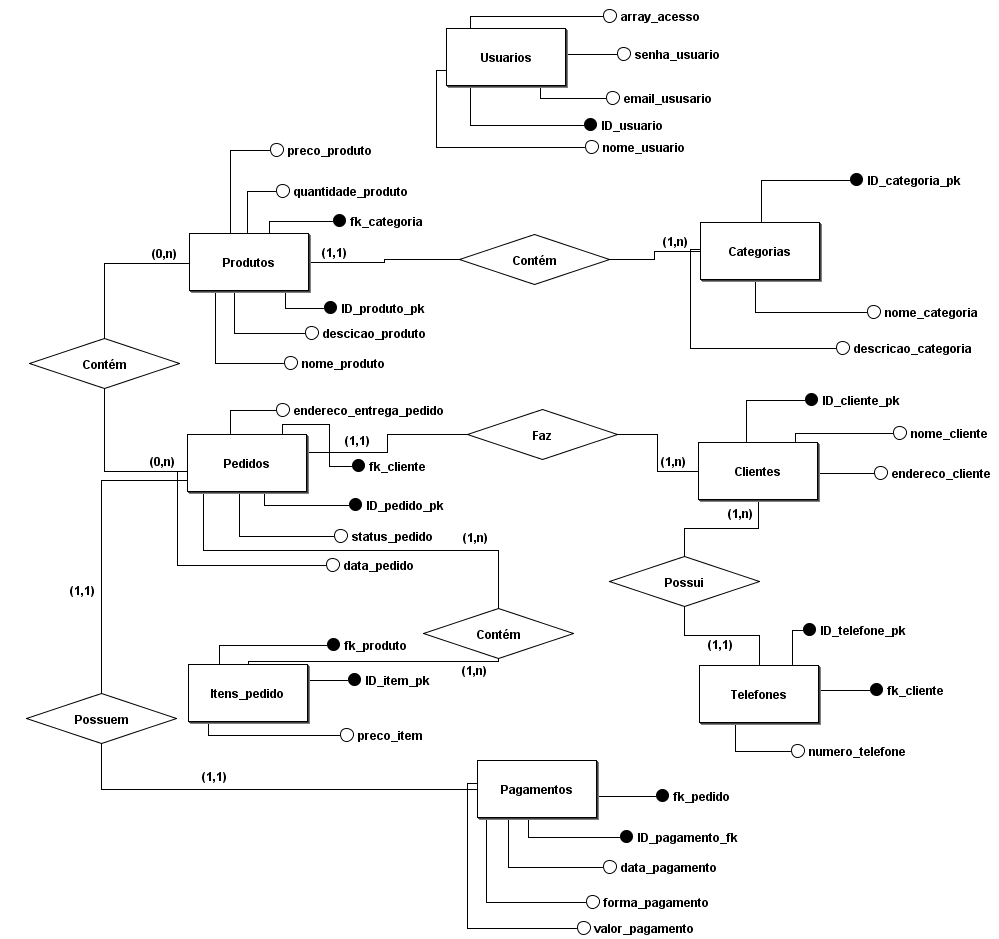 array_acesso
Usuarios
senha_usuario
email_ususario
ID_usuario
nome_usuario
preco_produto
quantidade_produto
fk_categoria
ID_categoria_pk
(0,n)
Produtos
(1,1)
Contém
(1,n)
Categorias
ID_produto_pk
descicao_produto
nome_produto
nome_categoria
descricao_categoria
Contém
endereco_entrega_pedido
ID_cliente_pk
(0,n)
Pedidos
(1,1)
fk_cliente
Faz
(1,n)
Clientes
nome_cliente
endereco_cliente
ID_pedido_pk
status_pedido
data_pedido
(1,n)
(1,n)
(1,1)
Possui
Contém
(1,n)
(1,1)
ID_telefone_pk
fk_produto
Itens_pedido
ID_item_pk
preco_item
Telefones
fk_cliente
numero_telefone
Possuem
(1,1)
Pagamentos
fk_pedido
ID_pagamento_fk
data_pagamento
forma_pagamento
valor_pagamento